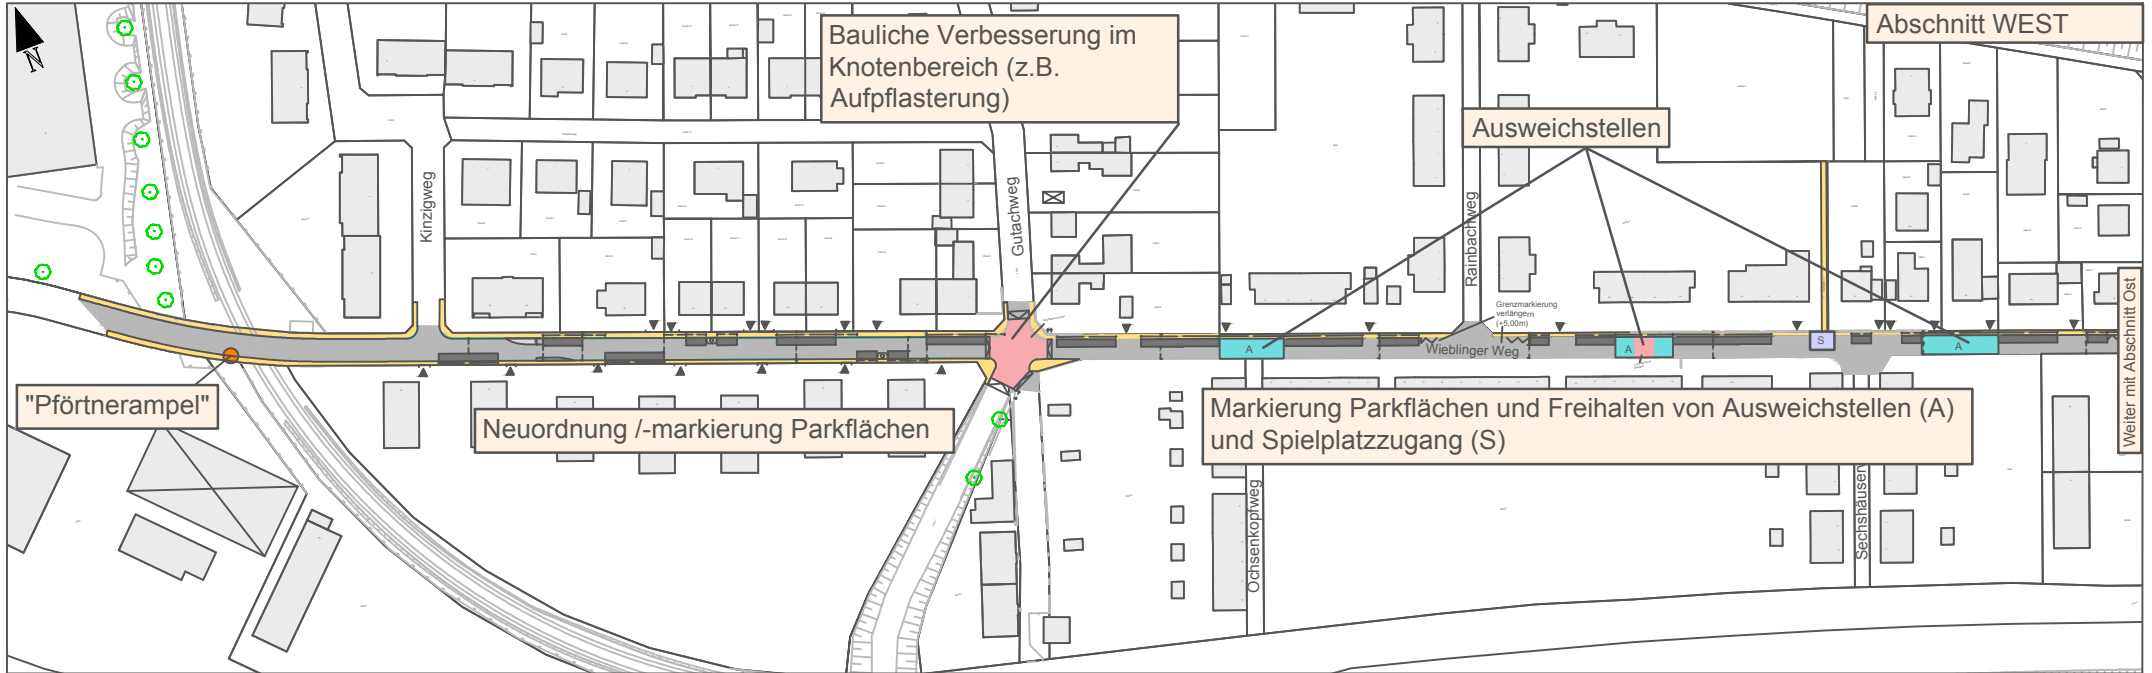 N
Bauliche Verbesserung im
Knotenbereich (z.B.
Aufpflasterung)
Abschnitt WEST
Ausweichstellen
Kinzigweg
Gutachweg
Rainbachweg
Grenzmarkierung
verlängern
(+5,00m)
Wieblinger Weg
A
A
S
A
Weiter mit Abschnitt Ost
"Pförtnerampel"
Neuordnung /-markierung Parkflächen
Markierung Parkflächen und Freihalten von Ausweichstellen (A)
und Spielplatzzugang (S)
Ochsenkopfweg
Sechshäusen